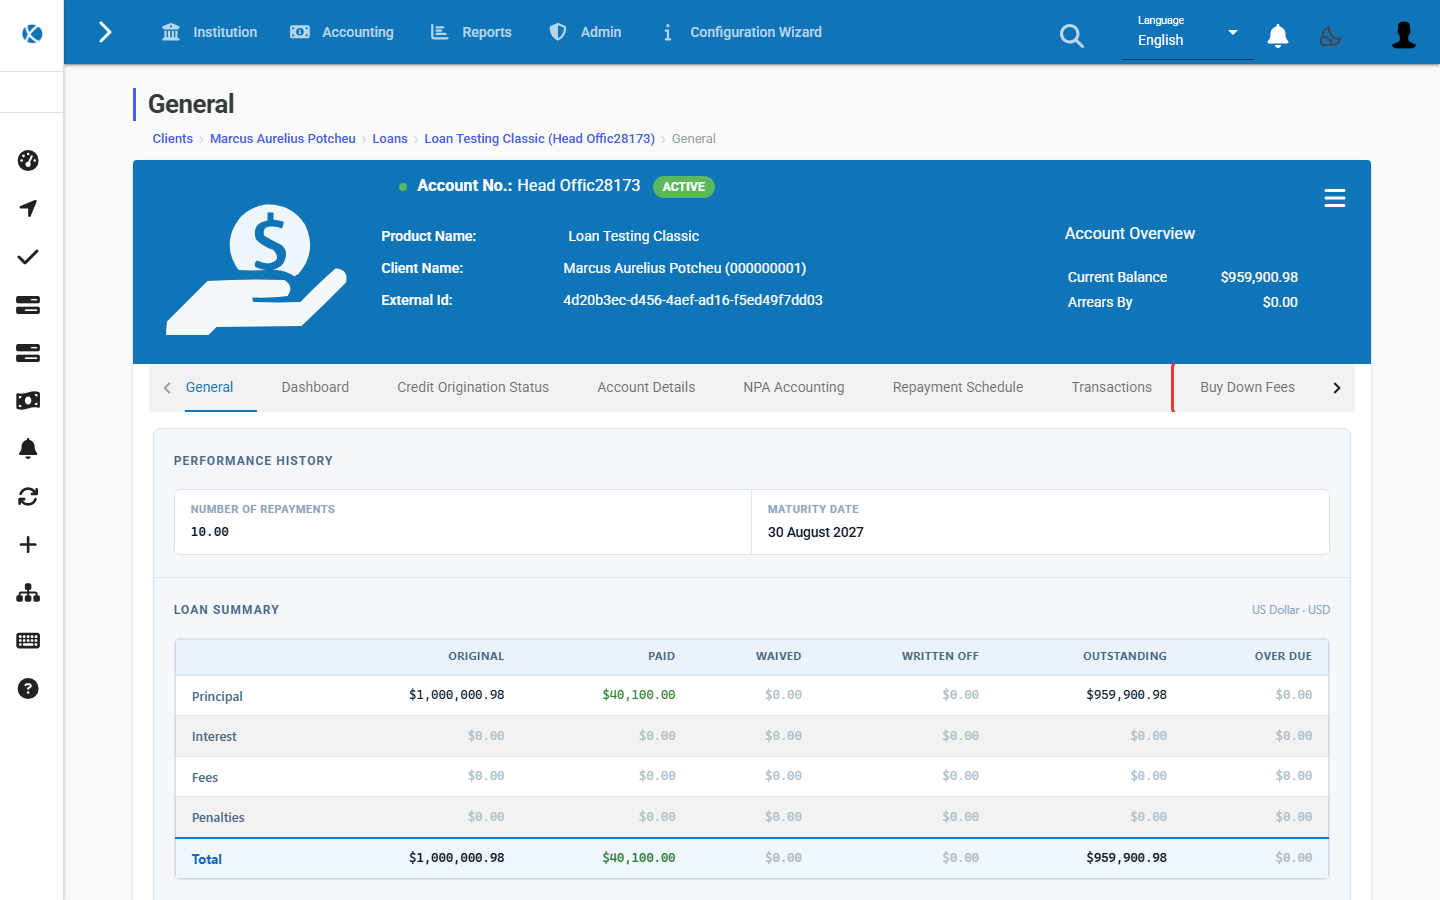 Institution
Accounting
Reports
Admin
Configuration Wizard
Language
English
General
Clients › Marcus Aurelius Potcheu › Loans › Loan Testing Classic (Head Offic28173) › General
Account No.: Head Offic28173 ACTIVE
Product Name: Loan Testing Classic
Client Name: Marcus Aurelius Potcheu (000000001)
External Id: 4d20b3ec-d456-4aef-ad16-f5ed49f7dd03
Account Overview
Current Balance $959,900.98
Arrears By $0.00
General Dashboard Credit Origination Status Account Details NPA Accounting Repayment Schedule Transactions Buy Down Fees
PERFORMANCE HISTORY
NUMBER OF REPAYMENTS
10.00
MATURITY DATE
30 August 2027
LOAN SUMMARY
US Dollar · USD
ORIGINAL PAID WAIVED WRITTEN OFF OUTSTANDING OVER DUE
Principal $1,000,000.98 $40,100.00 $0.00 $0.00 $959,900.98 $0.00
Interest $0.00 $0.00 $0.00 $0.00 $0.00 $0.00
Fees $0.00 $0.00 $0.00 $0.00 $0.00 $0.00
Penalties $0.00 $0.00 $0.00 $0.00 $0.00 $0.00
Total $1,000,000.98 $40,100.00 $0.00 $0.00 $959,900.98 $0.00